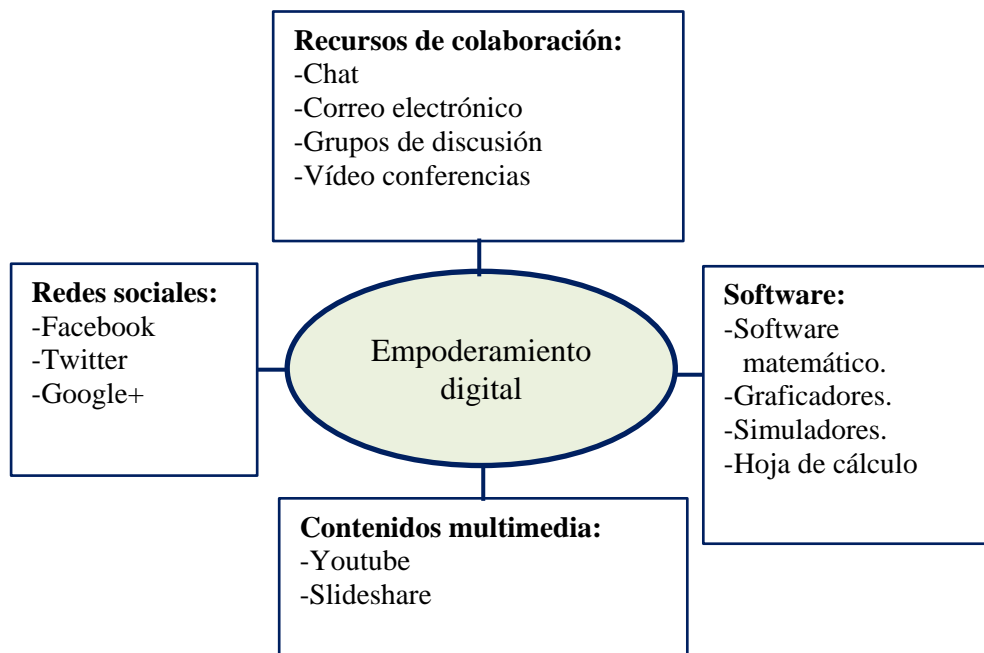 Recursos de colaboración:
-Chat
-Correo electrónico
-Grupos de discusión
-Vídeo conferencias
Redes sociales:
-Facebook
-Twitter
-Google+
Empoderamiento
digital
Software:
-Software
matemático.
-Graficadores.
-Simuladores.
-Hoja de cálculo
Contenidos multimedia:
-Youtube
-Slideshare